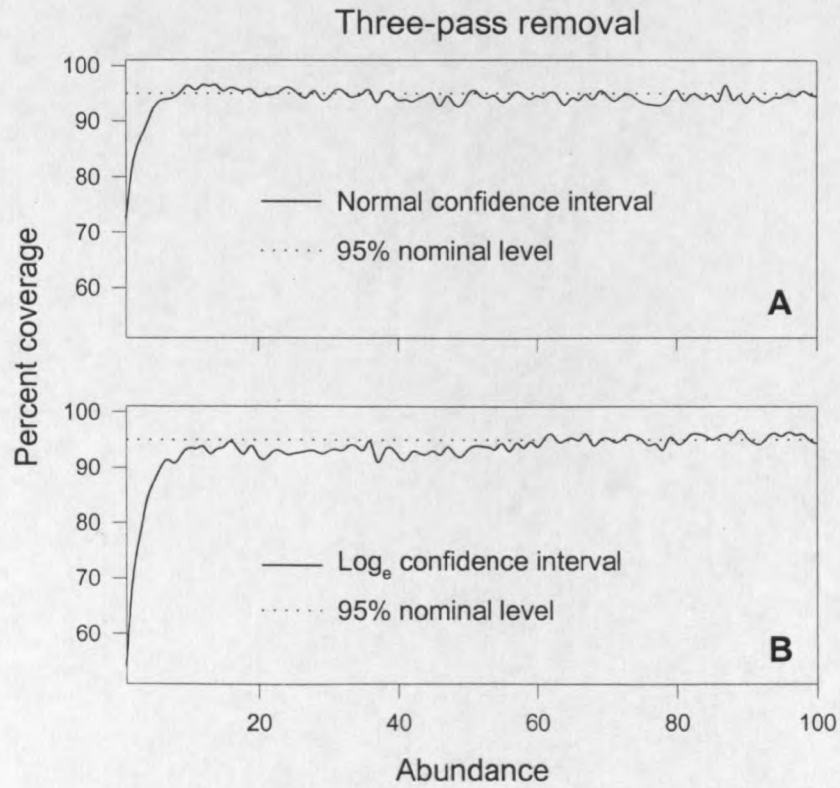 Three-pass removal
100
90
80
70
60
Normal confidence interval
95% nominal level
A
Percent coverage
100
90
80
70
60
Logₑ confidence interval
95% nominal level
B
20
40
60
80
100
Abundance